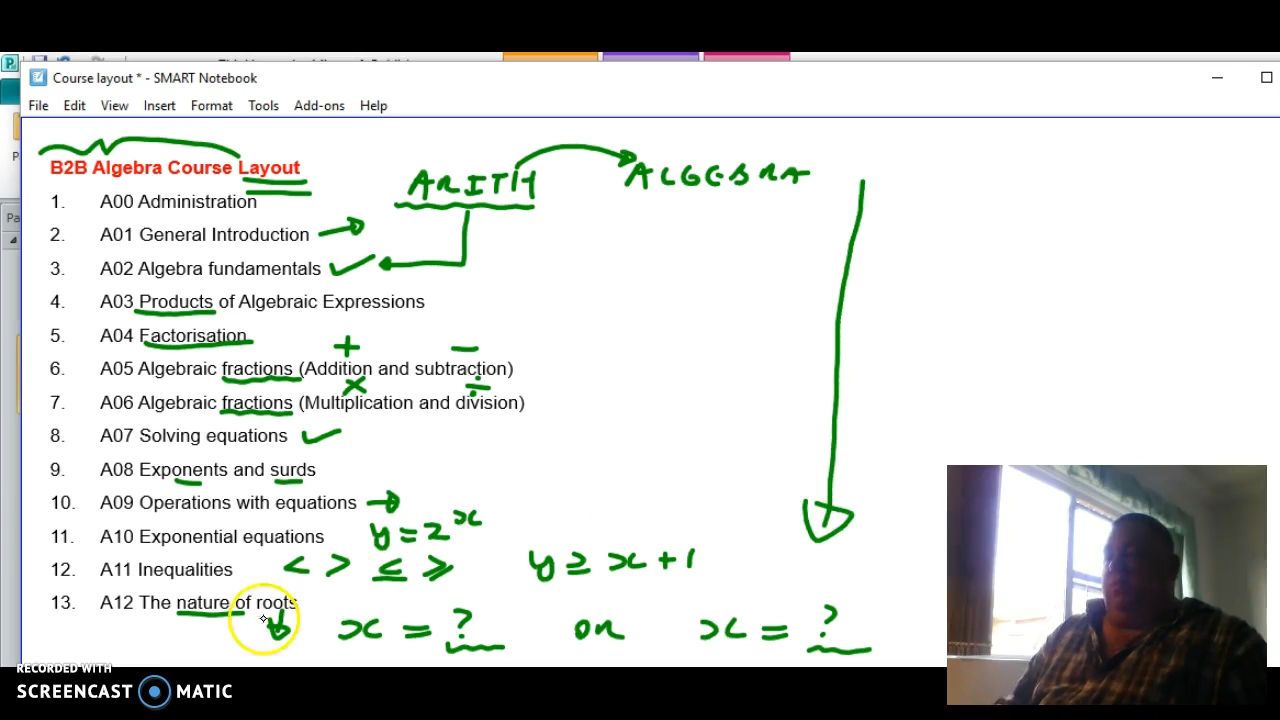 Course layout * - SMART Notebook
File Edit View Insert Format Tools Add-ons Help
B2B Algebra Course Layout
ARITH ALGEBRA
1. A00 Administration
2. A01 General Introduction
3. A02 Algebra fundamentals
4. A03 Products of Algebraic Expressions
5. A04 Factorisation
+ −
6. A05 Algebraic fractions (Addition and subtraction)
× ÷
7. A06 Algebraic fractions (Multiplication and division)
8. A07 Solving equations
9. A08 Exponents and surds
10. A09 Operations with equations
11. A10 Exponential equations y = 2^x
12. A11 Inequalities < > ≤ ≥ y ≥ x + 1
13. A12 The nature of roots
x = ? or x = ?
RECORDED WITH
SCREENCAST MATIC